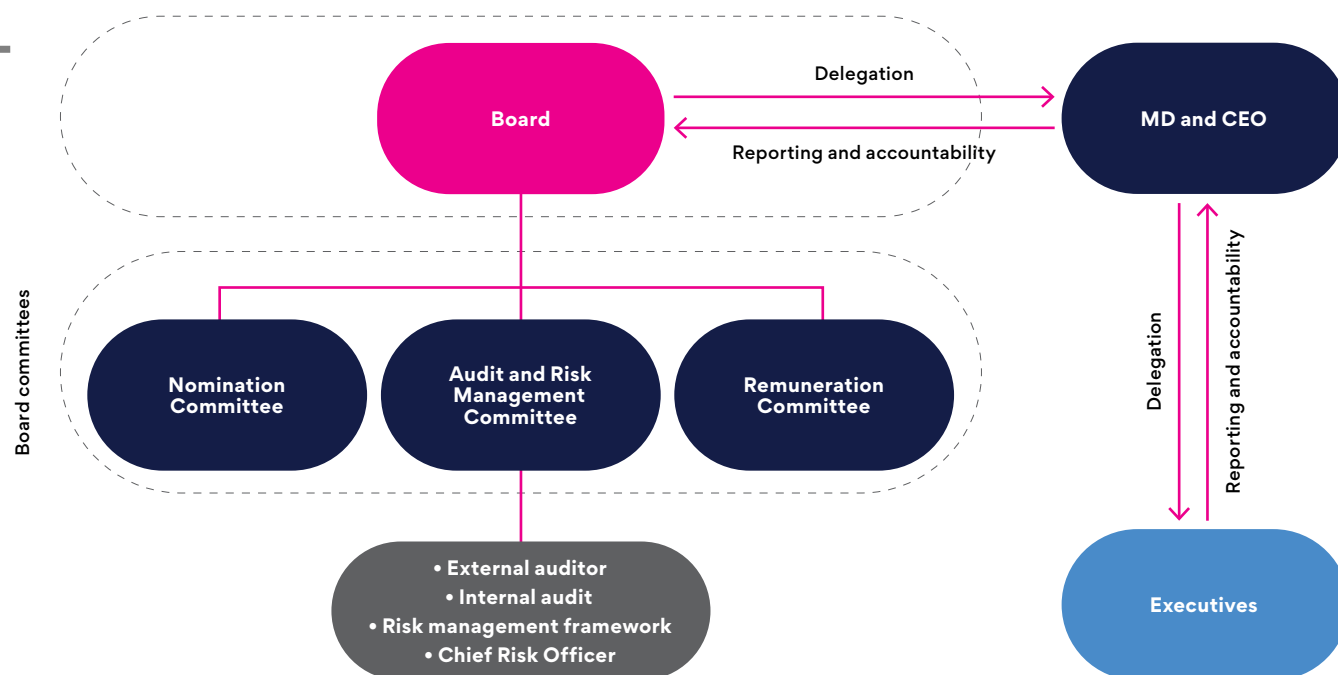 Board
Delegation
Reporting and accountability
MD and CEO
Board committees
Nomination
Committee
Audit and Risk
Management
Committee
Remuneration
Committee
Delegation
Reporting and accountability
• External auditor
• Internal audit
• Risk management framework
• Chief Risk Officer
Executives